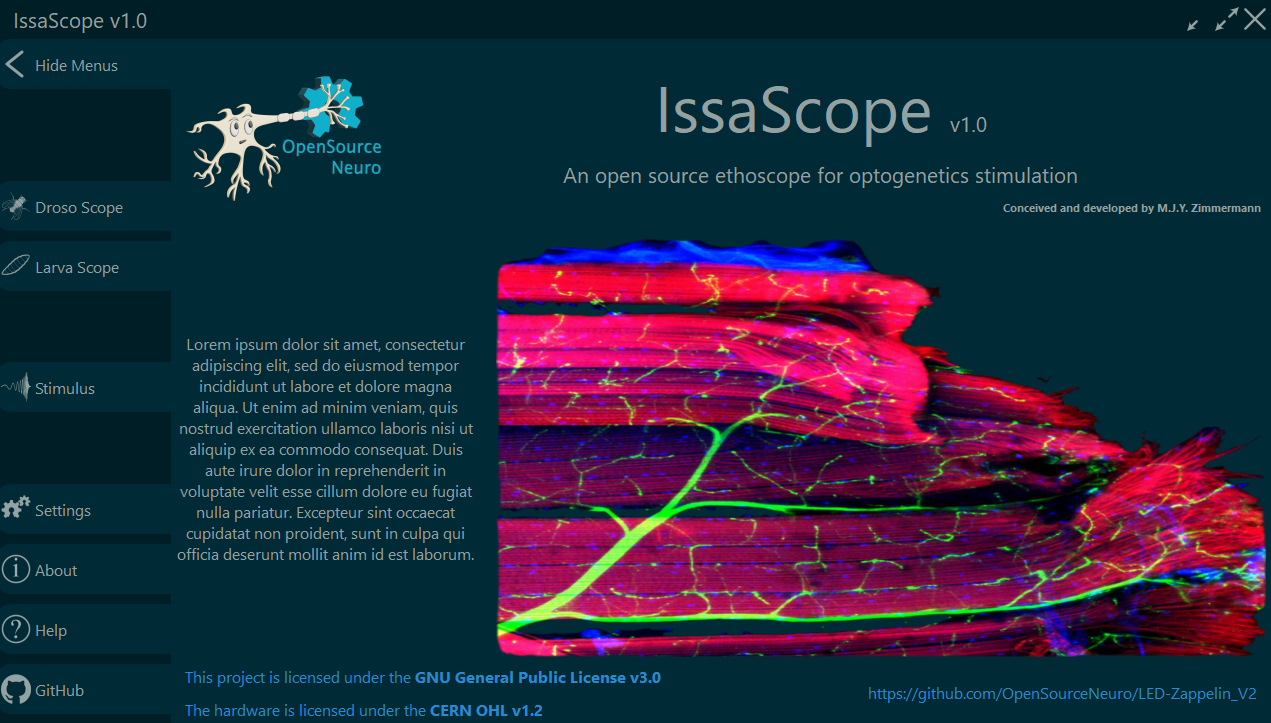 IssaScope v1.0
Hide Menus
Droso Scope
Larva Scope
Stimulus
Settings
About
Help
GitHub
OpenSource
Neuro
IssaScope v1.0
An open source ethoscope for optogenetics stimulation
Conceived and developed by M.J.Y. Zimmermann
Lorem ipsum dolor sit amet, consectetur
adipiscing elit, sed do eiusmod tempor
incididunt ut labore et dolore magna
aliqua. Ut enim ad minim veniam, quis
nostrud exercitation ullamco laboris nisi ut
aliquip ex ea commodo consequat. Duis
aute irure dolor in reprehenderit in
voluptate velit esse cillum dolore eu fugiat
nulla pariatur. Excepteur sint occaecat
cupidatat non proident, sunt in culpa qui
officia deserunt mollit anim id est laborum.
This project is licensed under the GNU General Public License v3.0
The hardware is licensed under the CERN OHL v1.2
https://github.com/OpenSourceNeuro/LED-Zappelin_V2